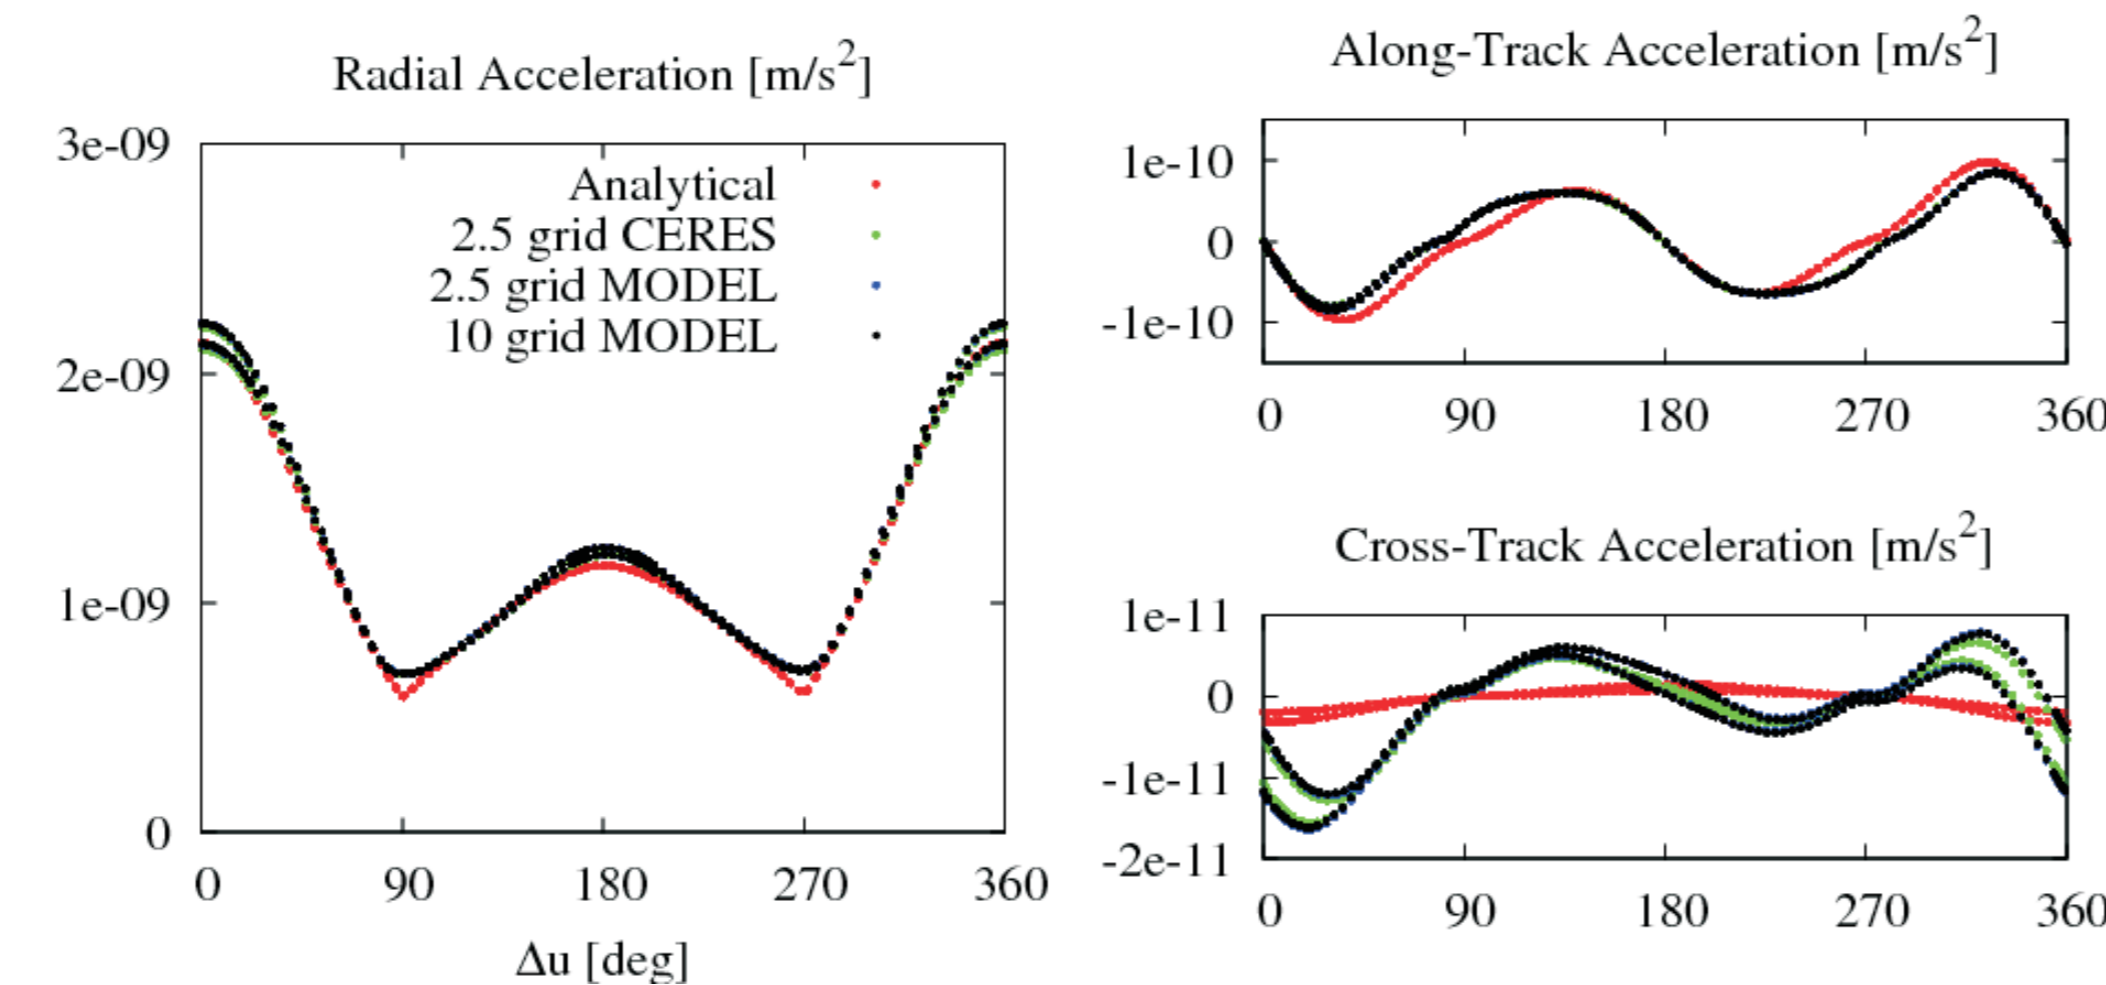 Radial Acceleration [m/s²]
3e-09
2e-09
1e-09
0
Analytical
2.5 grid CERES
2.5 grid MODEL
10 grid MODEL
0 90 180 270 360
Δu [deg]
Along-Track Acceleration [m/s²]
1e-10
0
-1e-10
0 90 180 270 360
Cross-Track Acceleration [m/s²]
1e-11
0
-1e-11
-2e-11
0 90 180 270 360